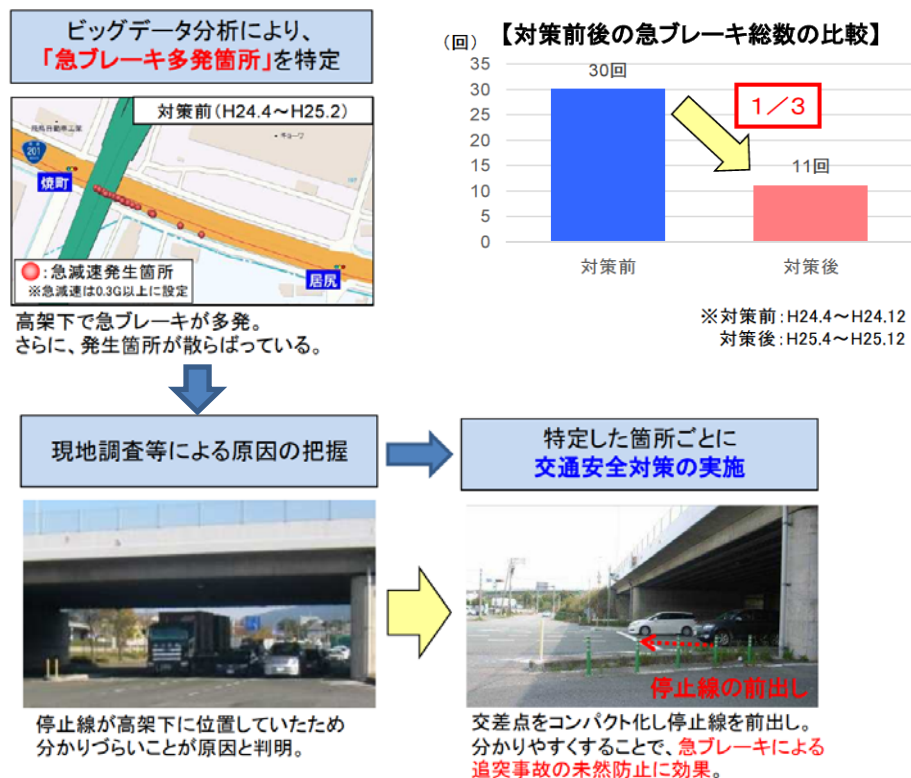 ビッグデータ分析により、
「急ブレーキ多発箇所」を特定
対策前(H24.4～H25.2)
201
焼町
居尻
:急減速発生箇所
※急減速は0.3G以上に設定
高架下で急ブレーキが多発。
さらに、発生箇所が散らばっている。
【対策前後の急ブレーキ総数の比較】
(回)
35
30
25
20
15
10
5
0
30回
1／3
11回
対策前
対策後
※対策前:H24.4～H24.12
対策後:H25.4～H25.12
現地調査等による原因の把握
特定した箇所ごとに
交通安全対策の実施
停止線の前出し
停止線が高架下に位置していたため
分かりづらいことが原因と判明。
交差点をコンパクト化し停止線を前出し。
分かりやすくすることで、急ブレーキによる
追突事故の未然防止に効果。